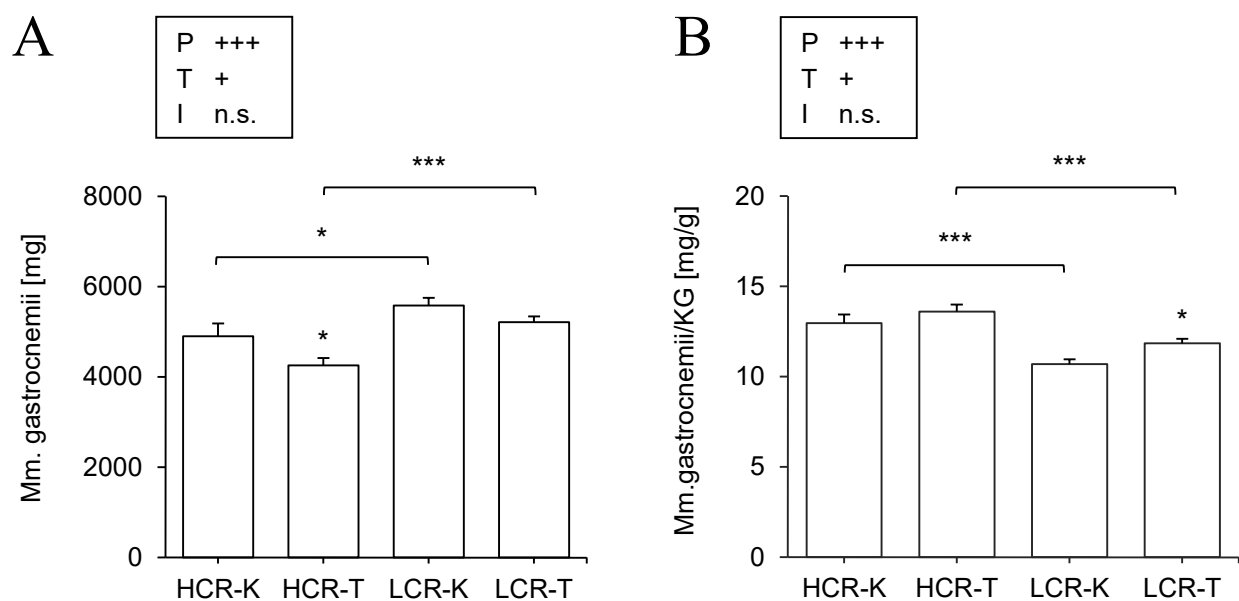 A
P +++
T +
I n.s.
***
*
*
Mm. gastrocnemii [mg]
8000
6000
4000
2000
0
HCR-K HCR-T LCR-K LCR-T
B
P +++
T +
I n.s.
***
***
*
Mm.gastrocnemii/KG [mg/g]
20
15
10
5
0
HCR-K HCR-T LCR-K LCR-T